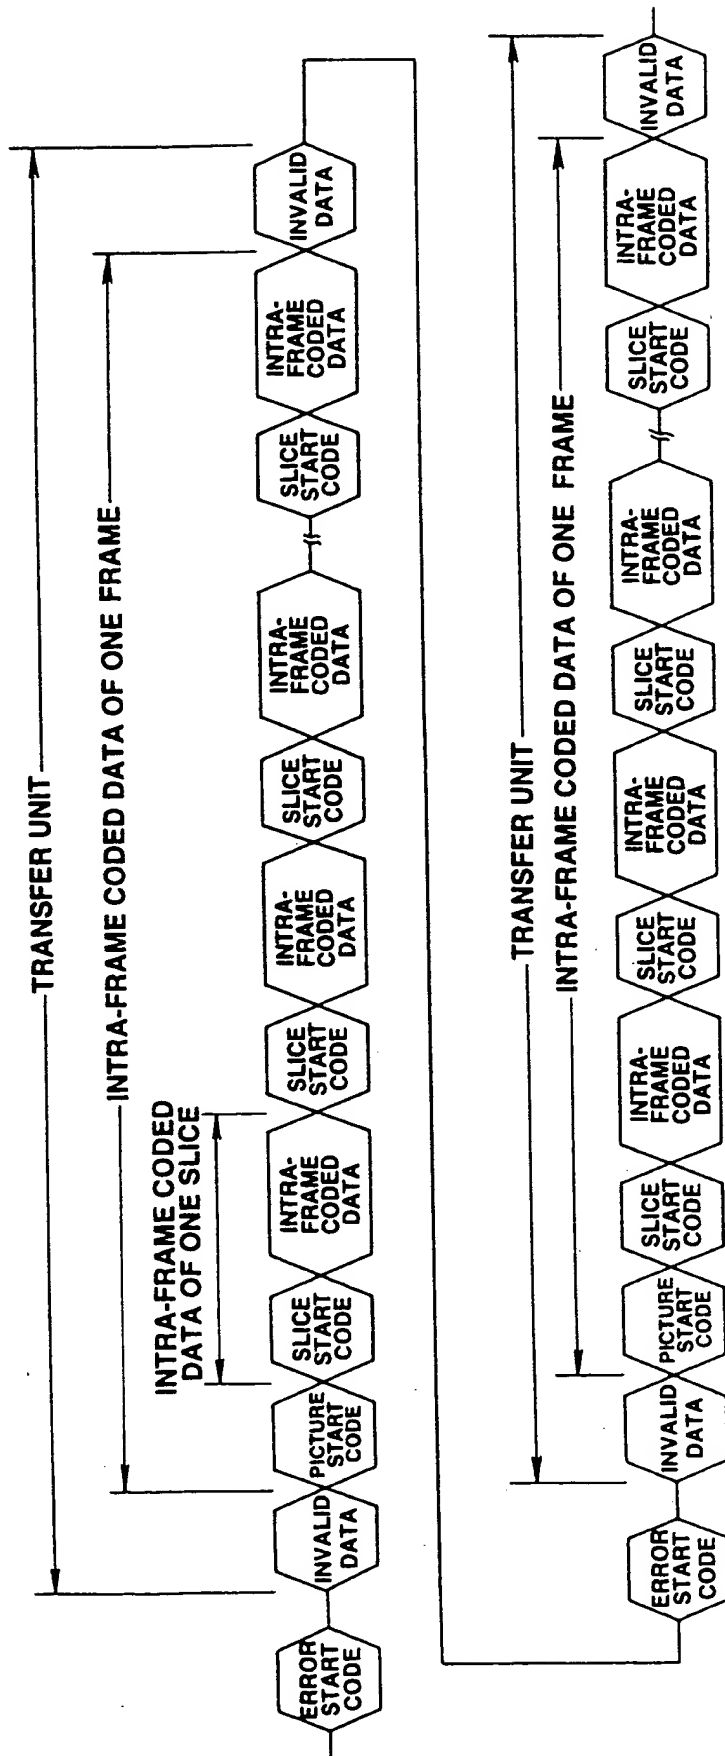 TRANSFER UNIT
INTRA-FRAME CODED DATA OF ONE FRAME
INTRA-FRAME CODED
DATA OF ONE SLICE
ERROR
START
CODE
INVALID
DATA
PICTURE
START
CODE
SLICE
START
CODE
INTRA-
FRAME
CODED
DATA
SLICE
START
CODE
INTRA-
FRAME
CODED
DATA
SLICE
START
CODE
INTRA-
FRAME
CODED
DATA
SLICE
START
CODE
INTRA-
FRAME
CODED
DATA
INVALID
DATA
TRANSFER UNIT
INTRA-FRAME CODED DATA OF ONE FRAME
ERROR
START
CODE
INVALID
DATA
PICTURE
START
CODE
SLICE
START
CODE
INTRA-
FRAME
CODED
DATA
SLICE
START
CODE
INTRA-
FRAME
CODED
DATA
SLICE
START
CODE
INTRA-
FRAME
CODED
DATA
SLICE
START
CODE
INTRA-
FRAME
CODED
DATA
INVALID
DATA